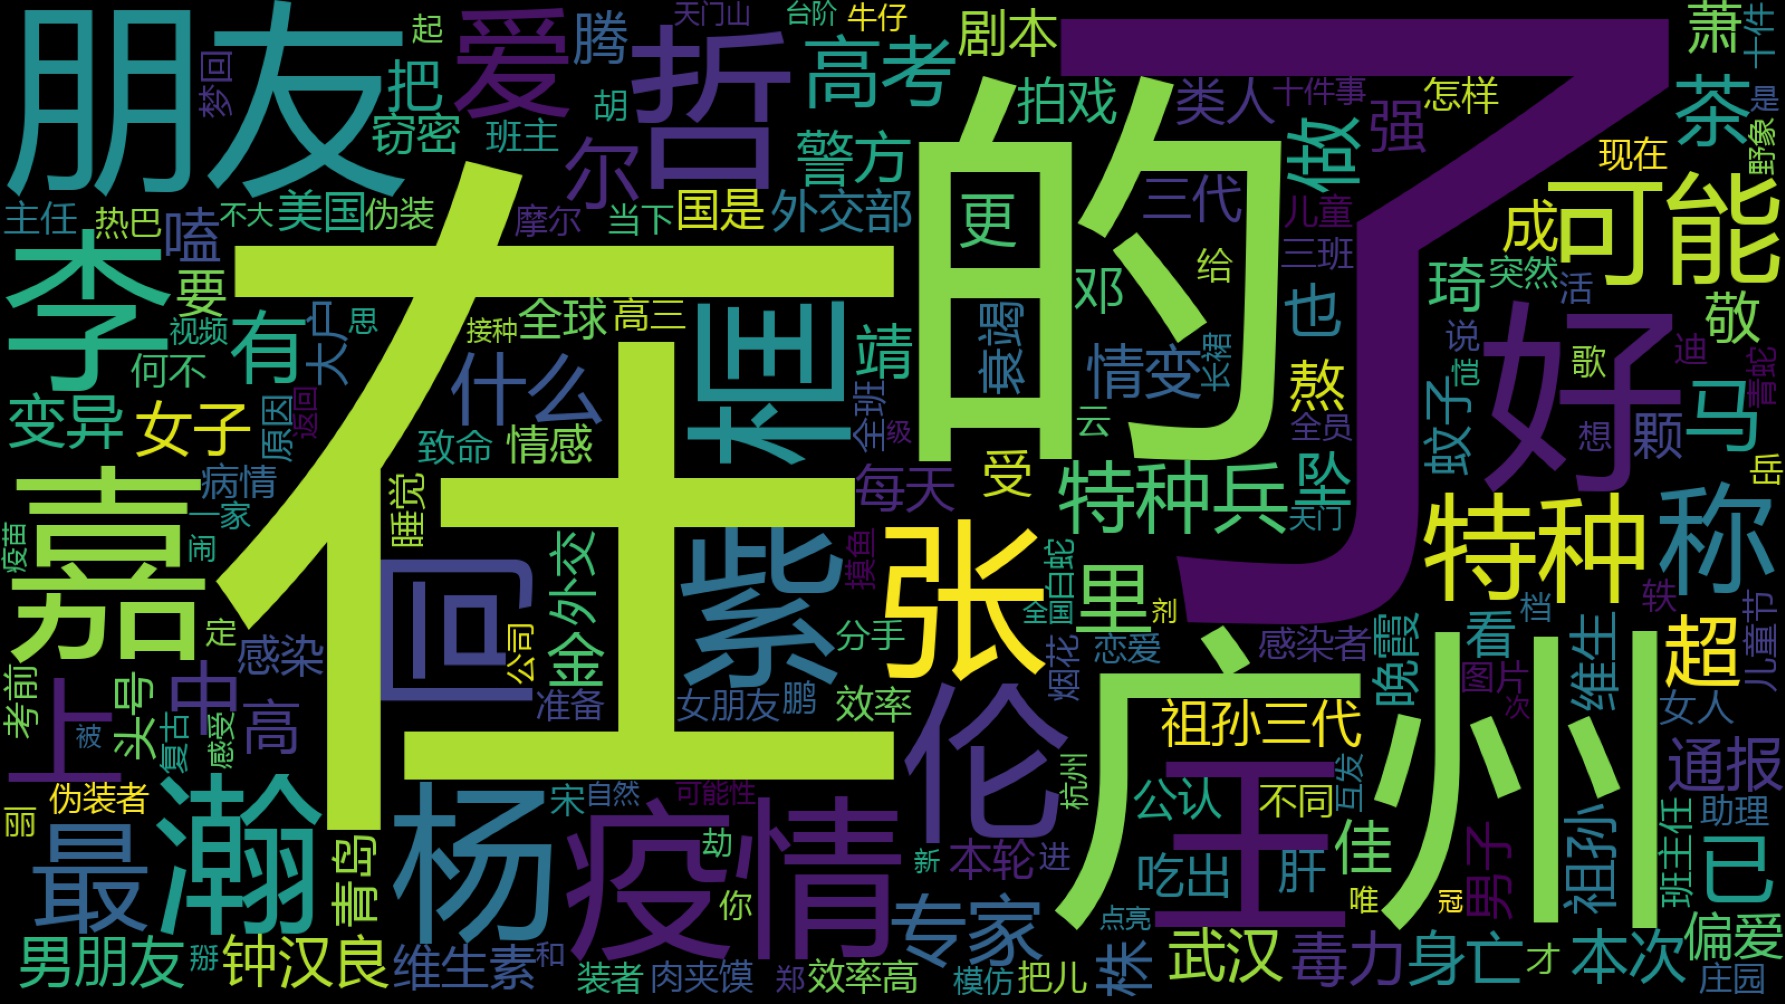 朋友
爱
腾
哲
高考
剧本
的
了
萧
十件
天门山
台阶
牛仔
起
梦回
把
窃密
班主
胡
尔
警方
拍戏
类人
十件事
怎样
强
做
茶
是
野象
现在
可能
主任
热巴
不大
美国
伪装
嗑
摩尔
当下
国是
外交部
更
三代
儿童
三班
给
邓
成
琦
突然
活
敬
李
要
视频
何不
有
大户
思
在
接种
全球
高三
什么
框
靖
衰竭
情变
长裙
也
熬
说
好
歌
迪
青蛇
变异
女子
原因
返回
致命
情感
全班
级
云
全员
蚊子
想
颗
马
岳
嘉
病情
一家
睡觉
每天
受
特种兵
坠
天门
特种
称
疫苗
闹
定
感染
回
公司
外交
金
紫
摸鱼
张
全国
白蛇
里
剂
轶
档
看
维生
超
儿童节
考前
上
中
头号
高
被
复古
感受
准备
女朋友
鹏
分手
效率
伦
烟花
恋爱
感染者
广州
祖孙三代
晚霞
图片
次
女人
通报
伪装者
丽
最
瀚
青岛
杨
宋
自然
可能性
疫情
劫
你
新
本轮
进
杭州
公认
不同
互发
王
佳
吃出
肝
唯
冠
男子
祖孙
班主任
助理
已
男朋友
掰
钟汉良
维生素
和
装者
肉夹馍
郑
效率高
专家
模仿
把儿
点亮
株
武汉
毒力
身亡
才
本次
偏爱
庄园